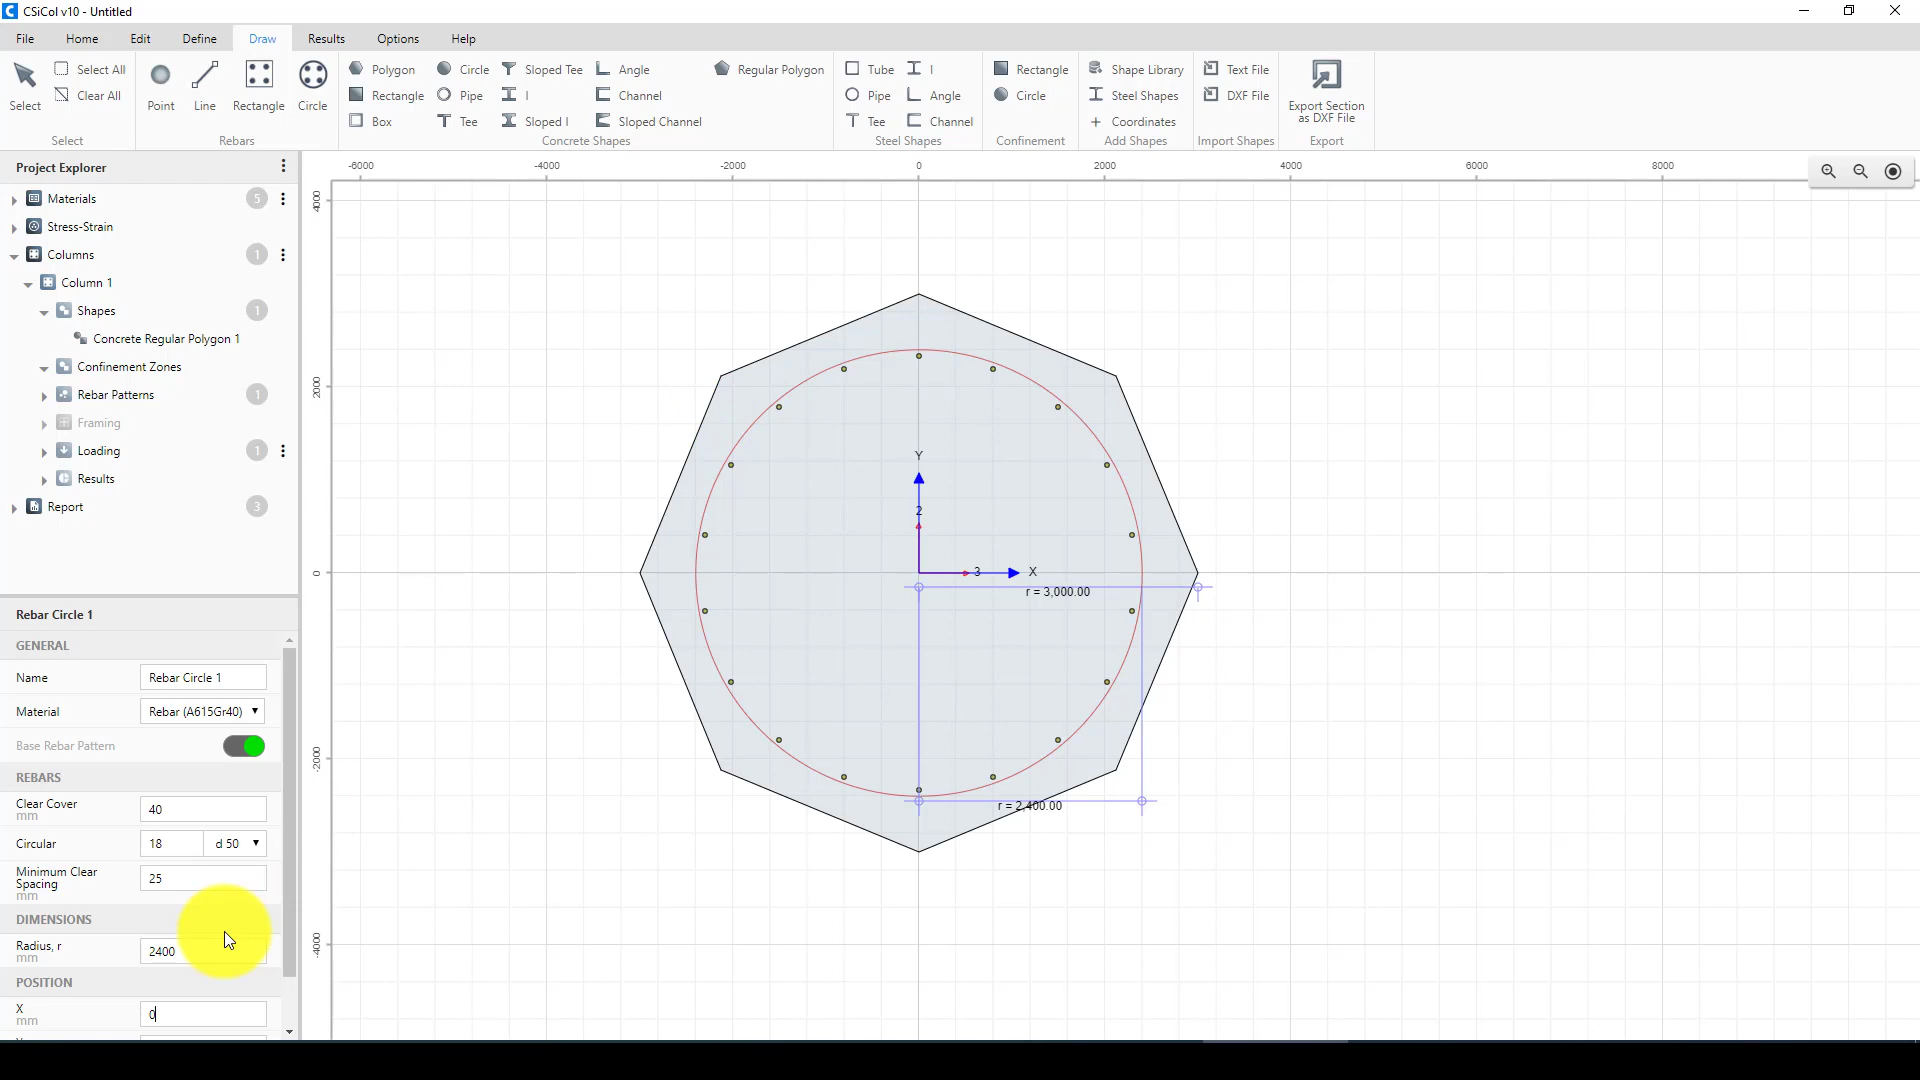 CSiCol v10 - Untitled
File Home Edit Define Draw Results Options Help
Select
Select All
Clear All
Select
Point Line Rectangle Circle
Rebars
Polygon Circle Sloped Tee Angle Regular Polygon
Rectangle Pipe I Channel
Box Tee Sloped I Sloped Channel
Concrete Shapes
Tube I
Pipe Angle
Tee Channel
Steel Shapes
Rectangle
Circle
Confinement
Shape Library
Steel Shapes
Coordinates
Add Shapes
Text File
DXF File
Import Shapes
Export Section
as DXF File
Export
Project Explorer
Materials 5
Stress-Strain
Columns 1
Column 1
Shapes 1
Concrete Regular Polygon 1
Confinement Zones
Rebar Patterns 1
Framing
Loading 1
Results
Report 3
Rebar Circle 1
GENERAL
Name Rebar Circle 1
Material Rebar (A615Gr40)
Base Rebar Pattern
REBARS
Clear Cover
mm
40
Circular 18 d 50
Minimum Clear
Spacing
mm
25
DIMENSIONS
Radius, r
mm
2400
POSITION
X
mm
0
-6000 -4000 -2000 0 2000 4000 6000 8000
4000
2000
0
-2000
-4000
Y
2
3 X
r = 3,000.00
r = 2,400.00